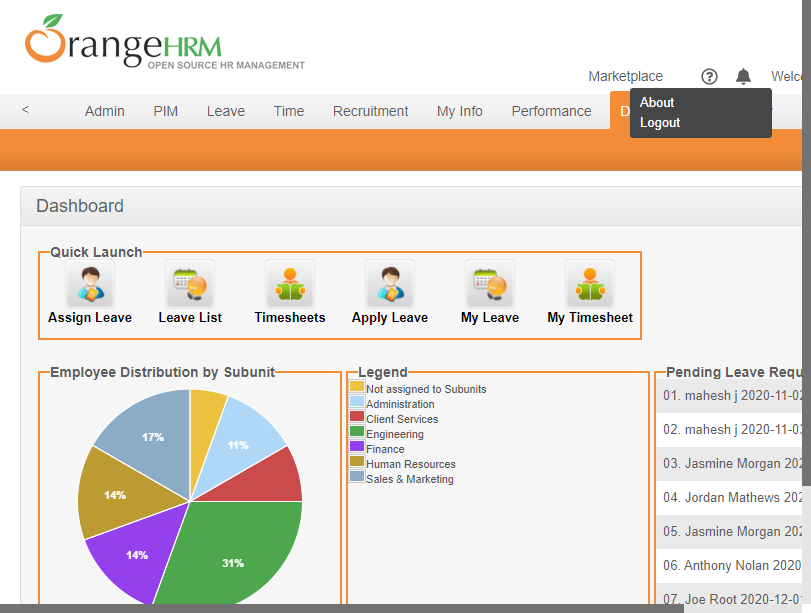 OrangeHRM
OPEN SOURCE HR MANAGEMENT
Marketplace ? Welc
About
Logout
< Admin PIM Leave Time Recruitment My Info Performance D
Dashboard
Quick Launch
Assign Leave Leave List Timesheets Apply Leave My Leave My Timesheet
Employee Distribution by Subunit
11%
17%
14%
14%
31%
Legend
Not assigned to Subunits
Administration
Client Services
Engineering
Finance
Human Resources
Sales & Marketing
Pending Leave Requ
01. mahesh j 2020-11-02
02. mahesh j 2020-11-03
03. Jasmine Morgan 202
04. Jordan Mathews 202
05. Jasmine Morgan 202
06. Anthony Nolan 2020
07. Joe Root 2020-12-0